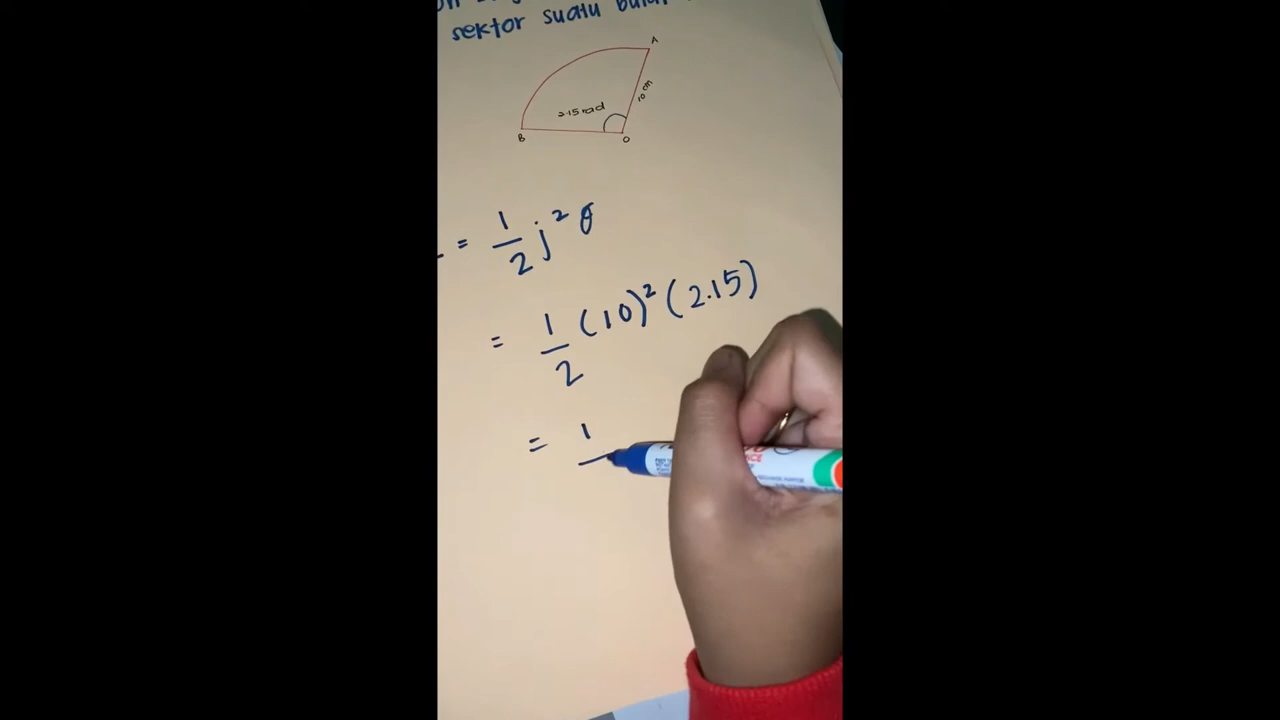 sektor suatu
A
10 cm
2.15 rad
B
O
= 1/2 j² θ
= 1/2 (10)² (2.15)
= 1